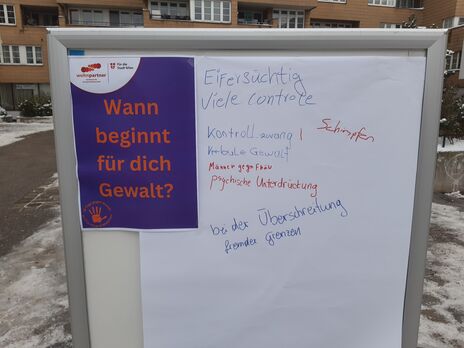 wohnpartner
Für die
Stadt Wien
Wann
beginnt
für dich
Gewalt?
Eifersüchtig
Viele Controle
Kontrollzwang !
Schimpfen
Verbale Gewalt
Männer gege Frau
Psychische Unterdrückung
bei der Überschreitung
fremder grenzen